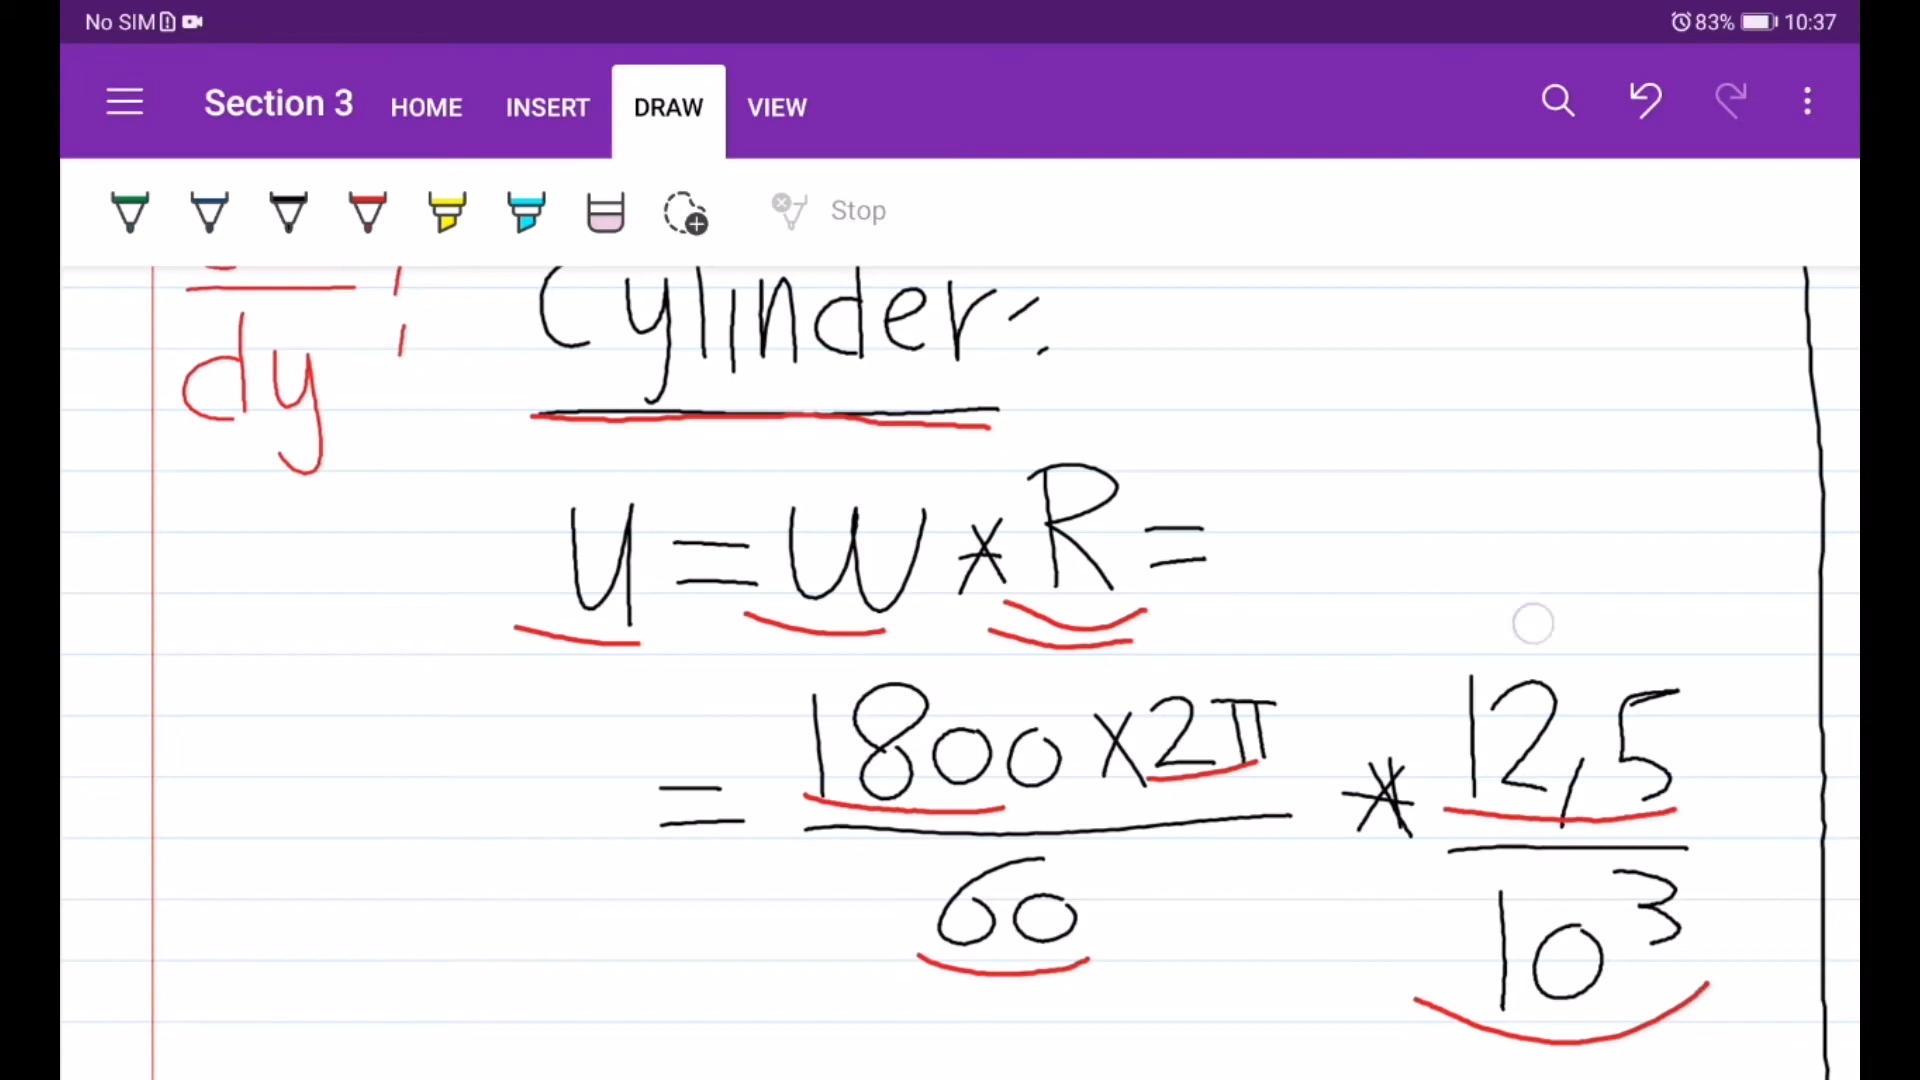 No SIM 83% 10:37
Section 3 HOME INSERT DRAW VIEW
Stop
dy
Cylinder:
U = W * R =
= 1800 x 2π / 60 * 12,5 / 10³